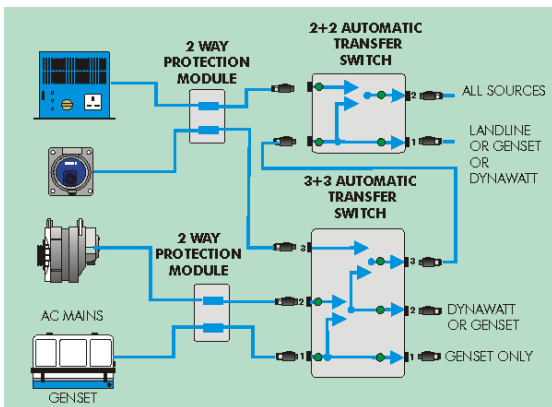 2 WAY
PROTECTION
MODULE
2+2 AUTOMATIC
TRANSFER
SWITCH
2
ALL SOURCES
1
LANDLINE
OR GENSET
OR
DYNAWATT
3+3 AUTOMATIC
TRANSFER
SWITCH
2 WAY
PROTECTION
MODULE
3
3
2
2
DYNAWATT
OR GENSET
1
1
GENSET ONLY
AC MAINS
GENSET